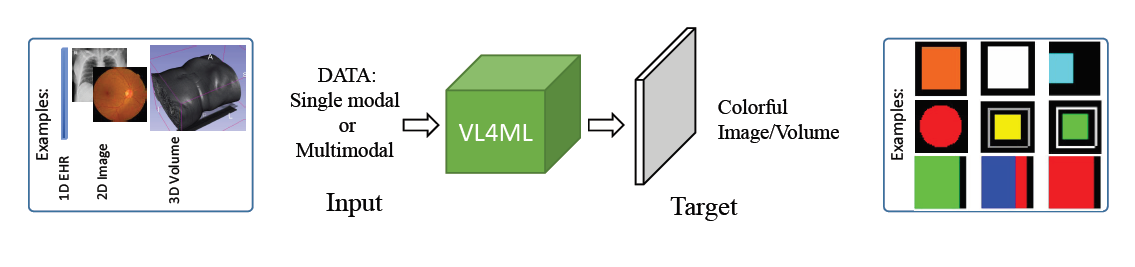 Examples:
1D EHR
2D Image
3D Volume
A
L
DATA:
Single modal
or
Multimodal
Input
VL4ML
Target
Colorful
Image/Volume
Examples: